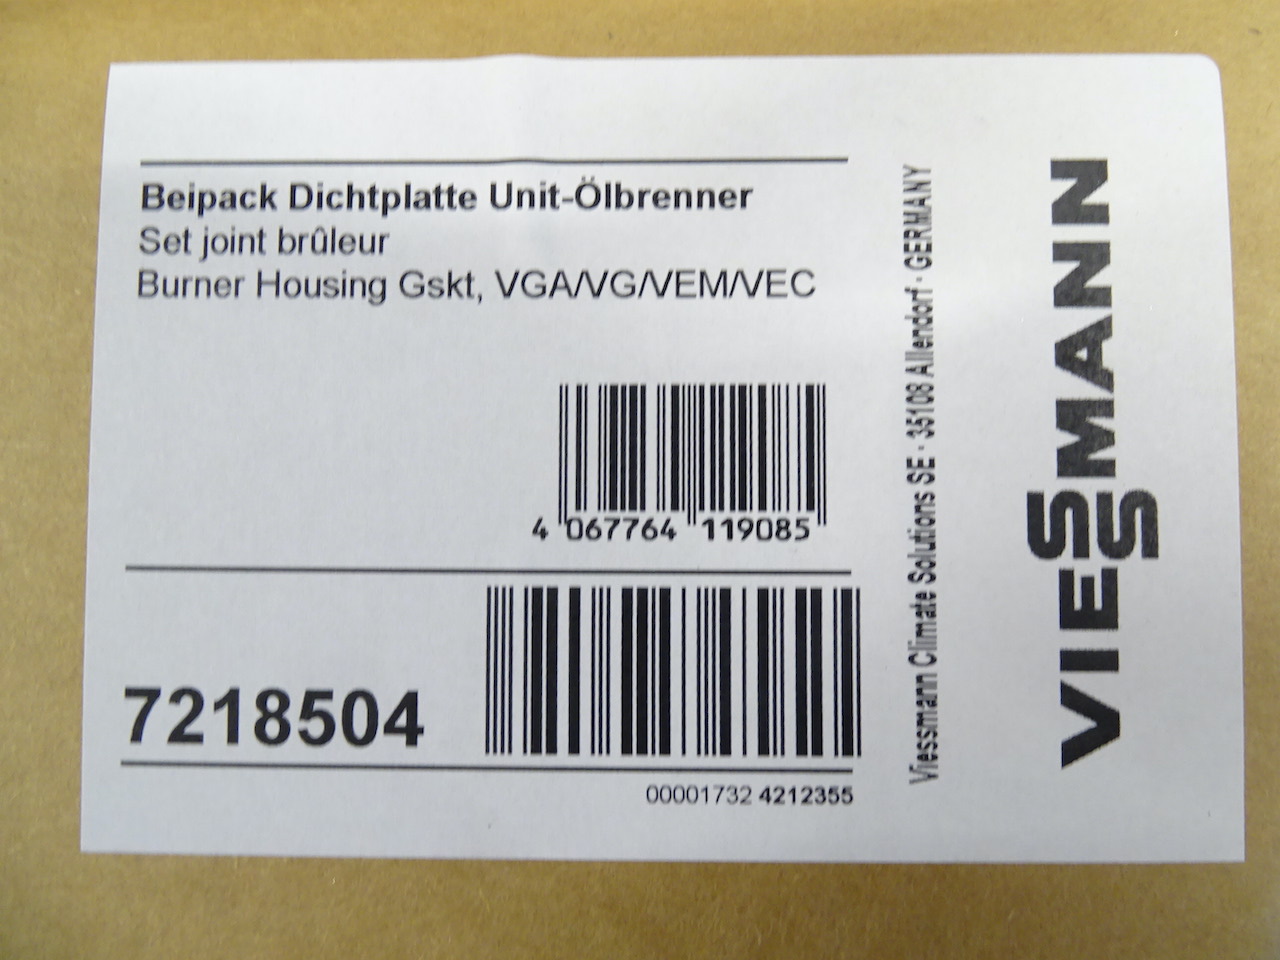 Beipack Dichtplatte Unit-Ölbrenner
Set joint brûleur
Burner Housing Gskt, VGA/VG/VEM/VEC
4 067764 119085
7218504
00001732 4212355
Viessmann Climate Solutions SE · 35108 Allendorf · GERMANY
VIESSMANN